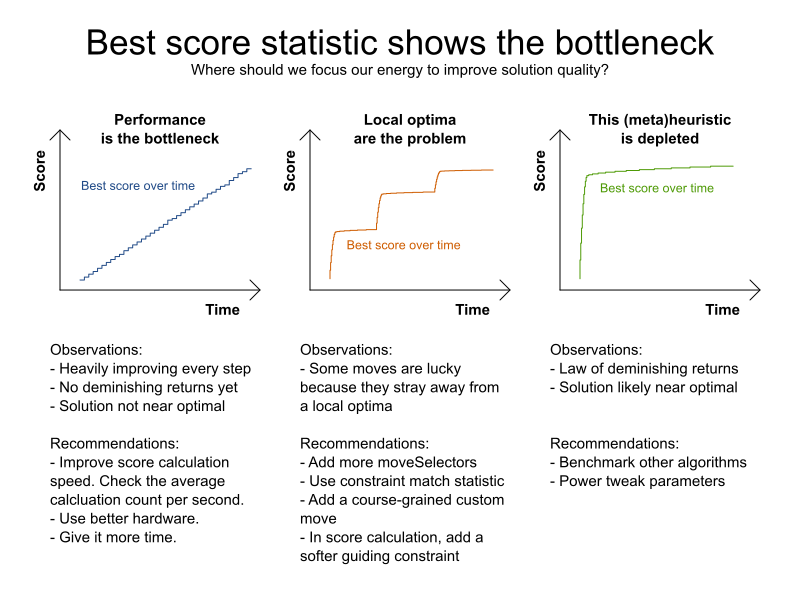 Best score statistic shows the bottleneck
Where should we focus our energy to improve solution quality?
Performance
is the bottleneck
Score
Best score over time
Time
Observations:
- Heavily improving every step
- No deminishing returns yet
- Solution not near optimal
Recommendations:
- Improve score calculation
speed. Check the average
calcluation count per second.
- Use better hardware.
- Give it more time.
Local optima
are the problem
Score
Best score over time
Time
Observations:
- Some moves are lucky
because they stray away from
a local optima
Recommendations:
- Add more moveSelectors
- Use constraint match statistic
- Add a course-grained custom
move
- In score calculation, add a
softer guiding constraint
This (meta)heuristic
is depleted
Score
Best score over time
Time
Observations:
- Law of deminishing returns
- Solution likely near optimal
Recommendations:
- Benchmark other algorithms
- Power tweak parameters